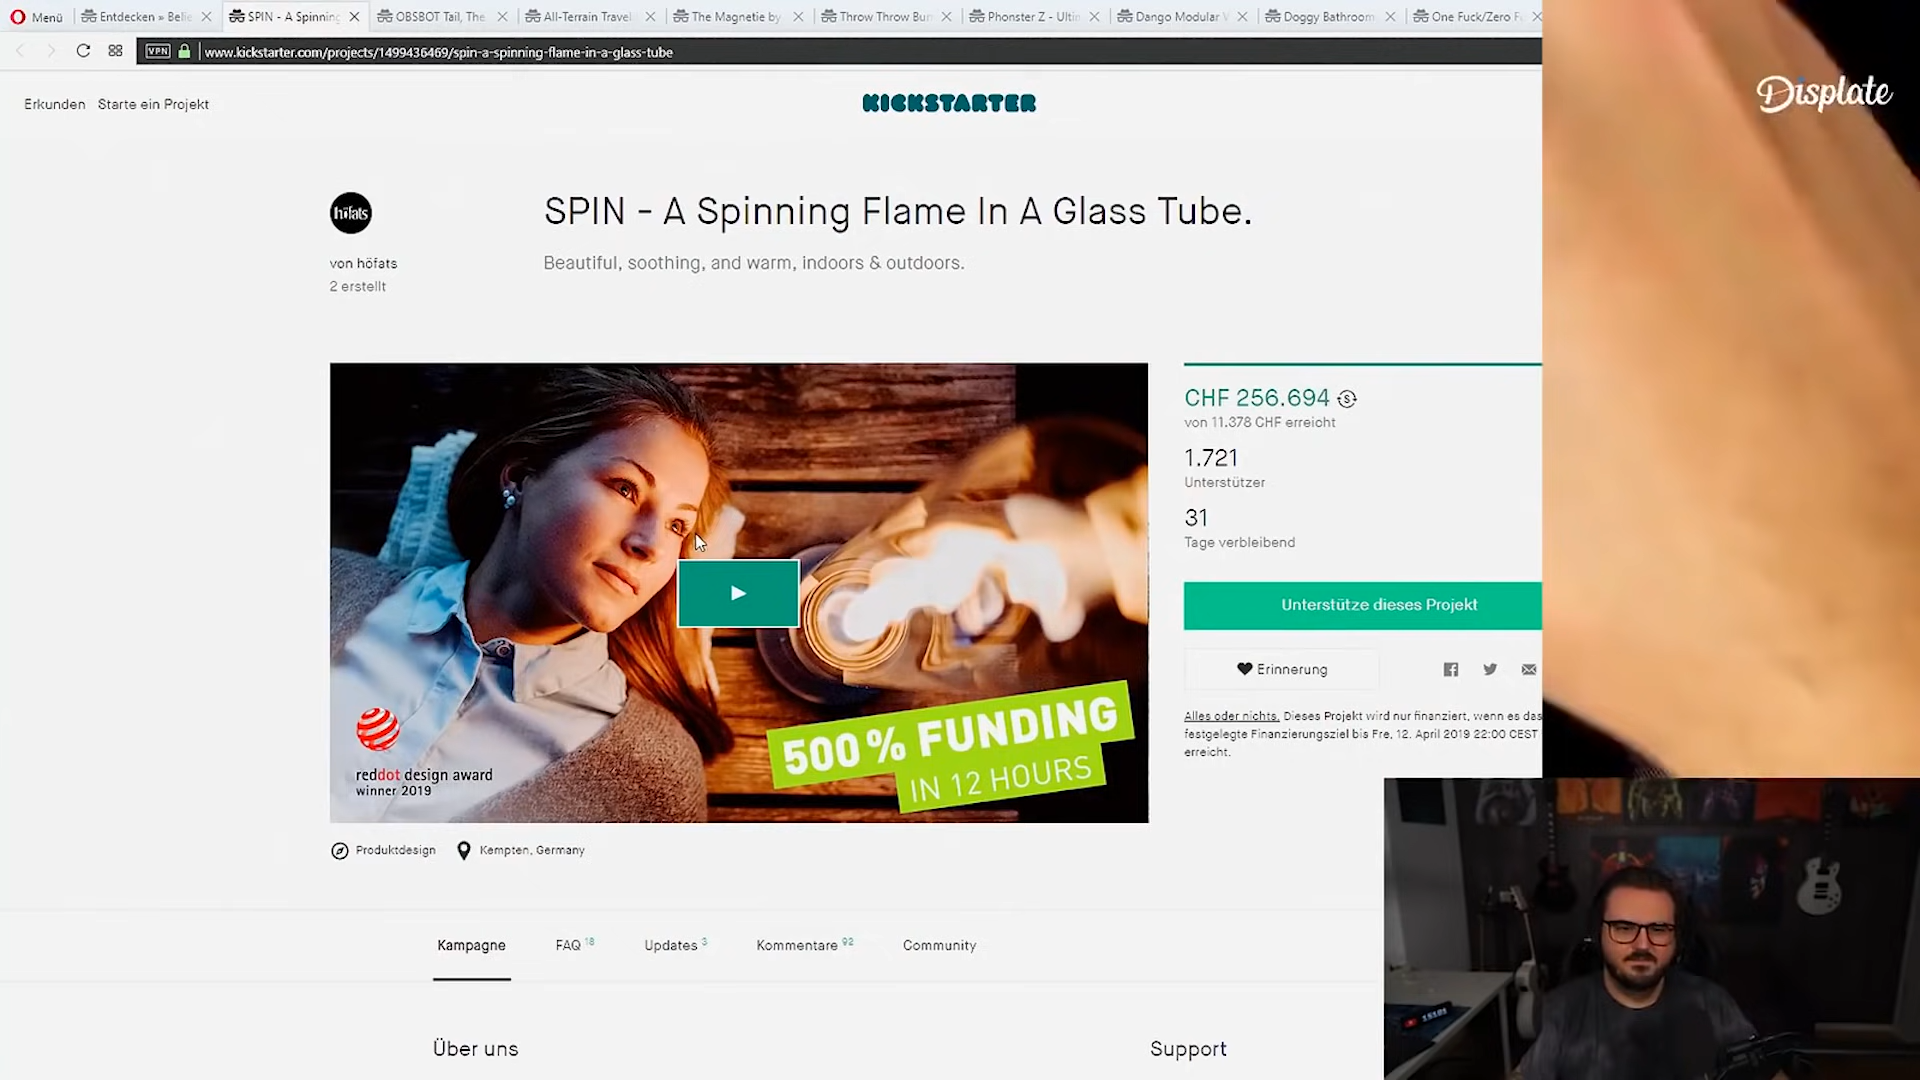 Menü
Entdecken » Belie
SPIN - A Spinning
OBSBOT Tail, The
All-Terrain Travel
The Magnetie by
Throw Throw Bur
Phonster Z - Ultin
Dango Modular
Doggy Bathroom
One Fuck/Zero Fu
VPN
www.kickstarter.com/projects/1499436469/spin-a-spinning-flame-in-a-glass-tube
Erkunden Starte ein Projekt
KICKSTARTER
Displate
höfats
SPIN - A Spinning Flame In A Glass Tube.
von höfats
Beautiful, soothing, and warm, indoors & outdoors.
2 erstellt
CHF 256.694
von 11.378 CHF erreicht
1.721
Unterstützer
31
Tage verbleibend
Unterstütze dieses Projekt
Erinnerung
Alles oder nichts. Dieses Projekt wird nur finanziert, wenn es das
festgelegte Finanzierungsziel bis Fre, 12. April 2019 22:00 CEST
erreicht.
500% FUNDING
IN 12 HOURS
reddot design award
winner 2019
Produktdesign
Kempten, Germany
Kampagne
FAQ 18
Updates 3
Kommentare 92
Community
Über uns
Support